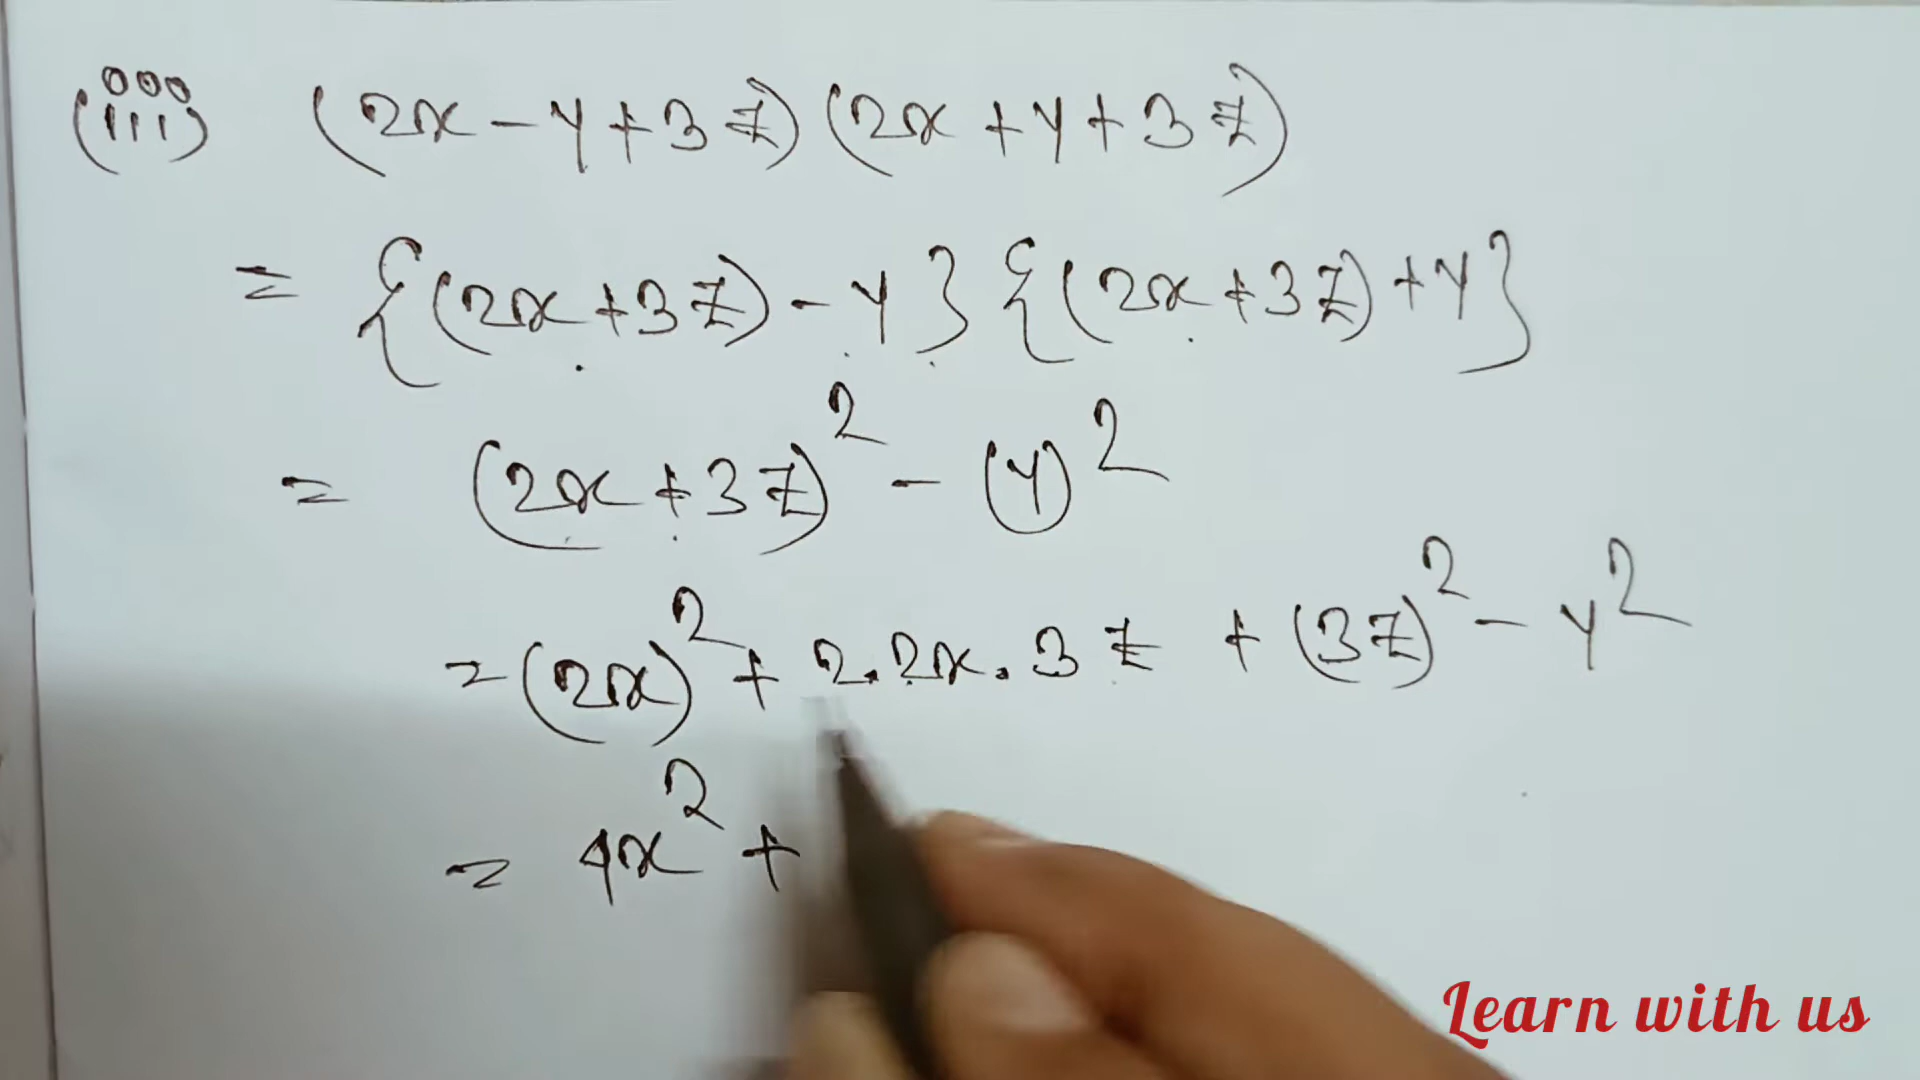 (iii) (2x - y + 3z) (2x + y + 3z)
= {(2x + 3z) - y} {(2x + 3z) + y}
= (2x + 3z)² - (y)²
= (2x)² + 2.2x.3z + (3z)² - y²
= 4x² +
Learn with us